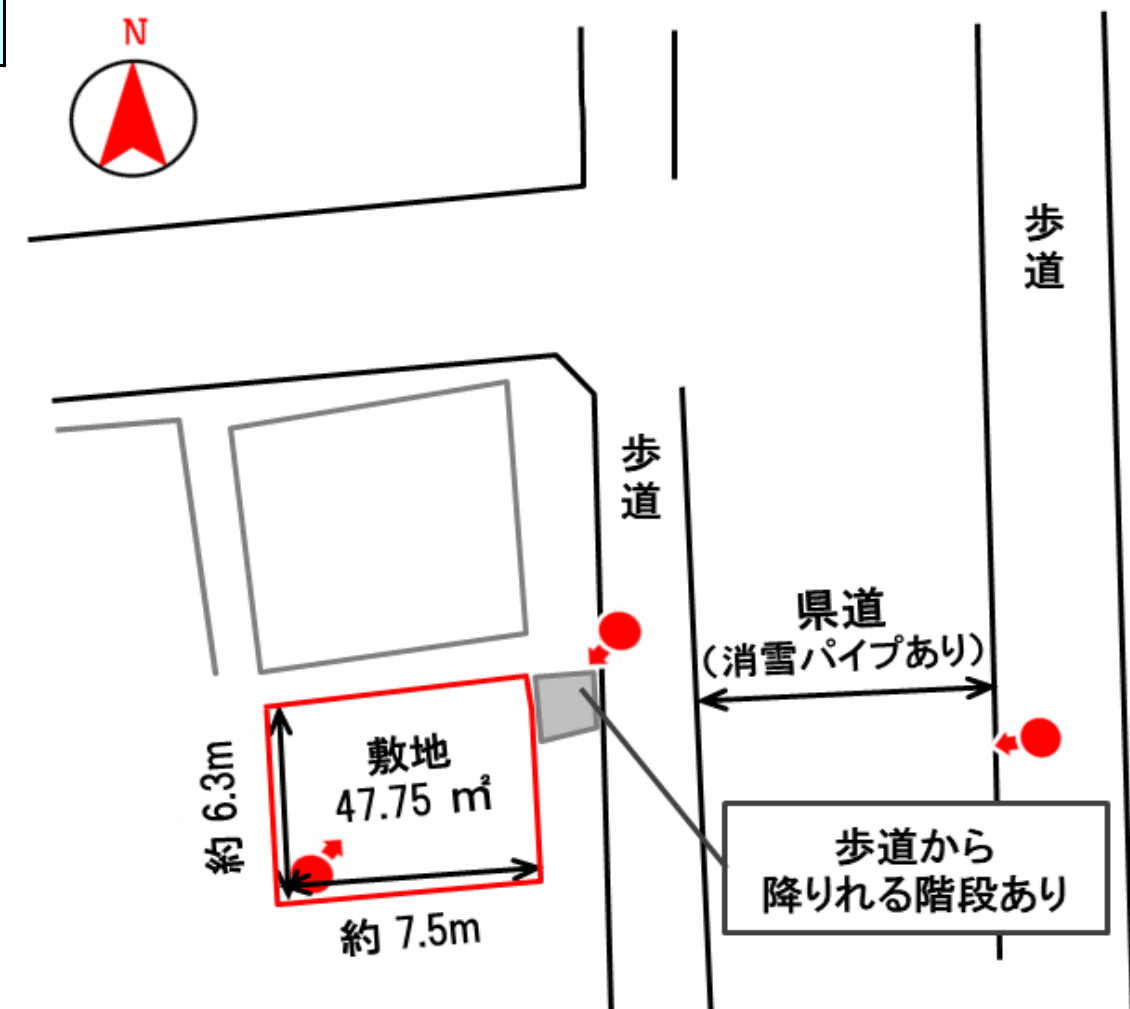 N
歩
道
歩
道
県道
（消雪パイプあり）
敷地
47.75 ㎡
約 6.3m
約 7.5m
歩道から
降りれる階段あり